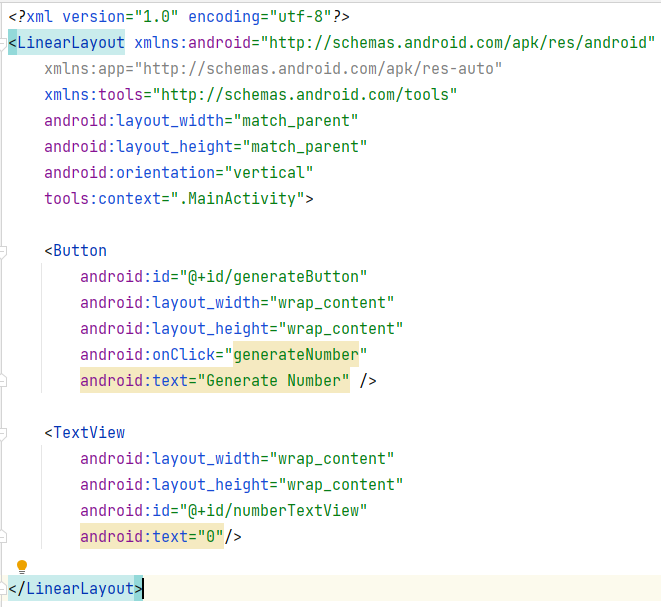 <?xml version="1.0" encoding="utf-8"?>
<LinearLayout xmlns:android="http://schemas.android.com/apk/res/android"
    xmlns:app="http://schemas.android.com/apk/res-auto"
    xmlns:tools="http://schemas.android.com/tools"
    android:layout_width="match_parent"
    android:layout_height="match_parent"
    android:orientation="vertical"
    tools:context=".MainActivity">

    <Button
        android:id="@+id/generateButton"
        android:layout_width="wrap_content"
        android:layout_height="wrap_content"
        android:onClick="generateNumber"
        android:text="Generate Number" />

    <TextView
        android:layout_width="wrap_content"
        android:layout_height="wrap_content"
        android:id="@+id/numberTextView"
        android:text="0"/>

</LinearLayout>